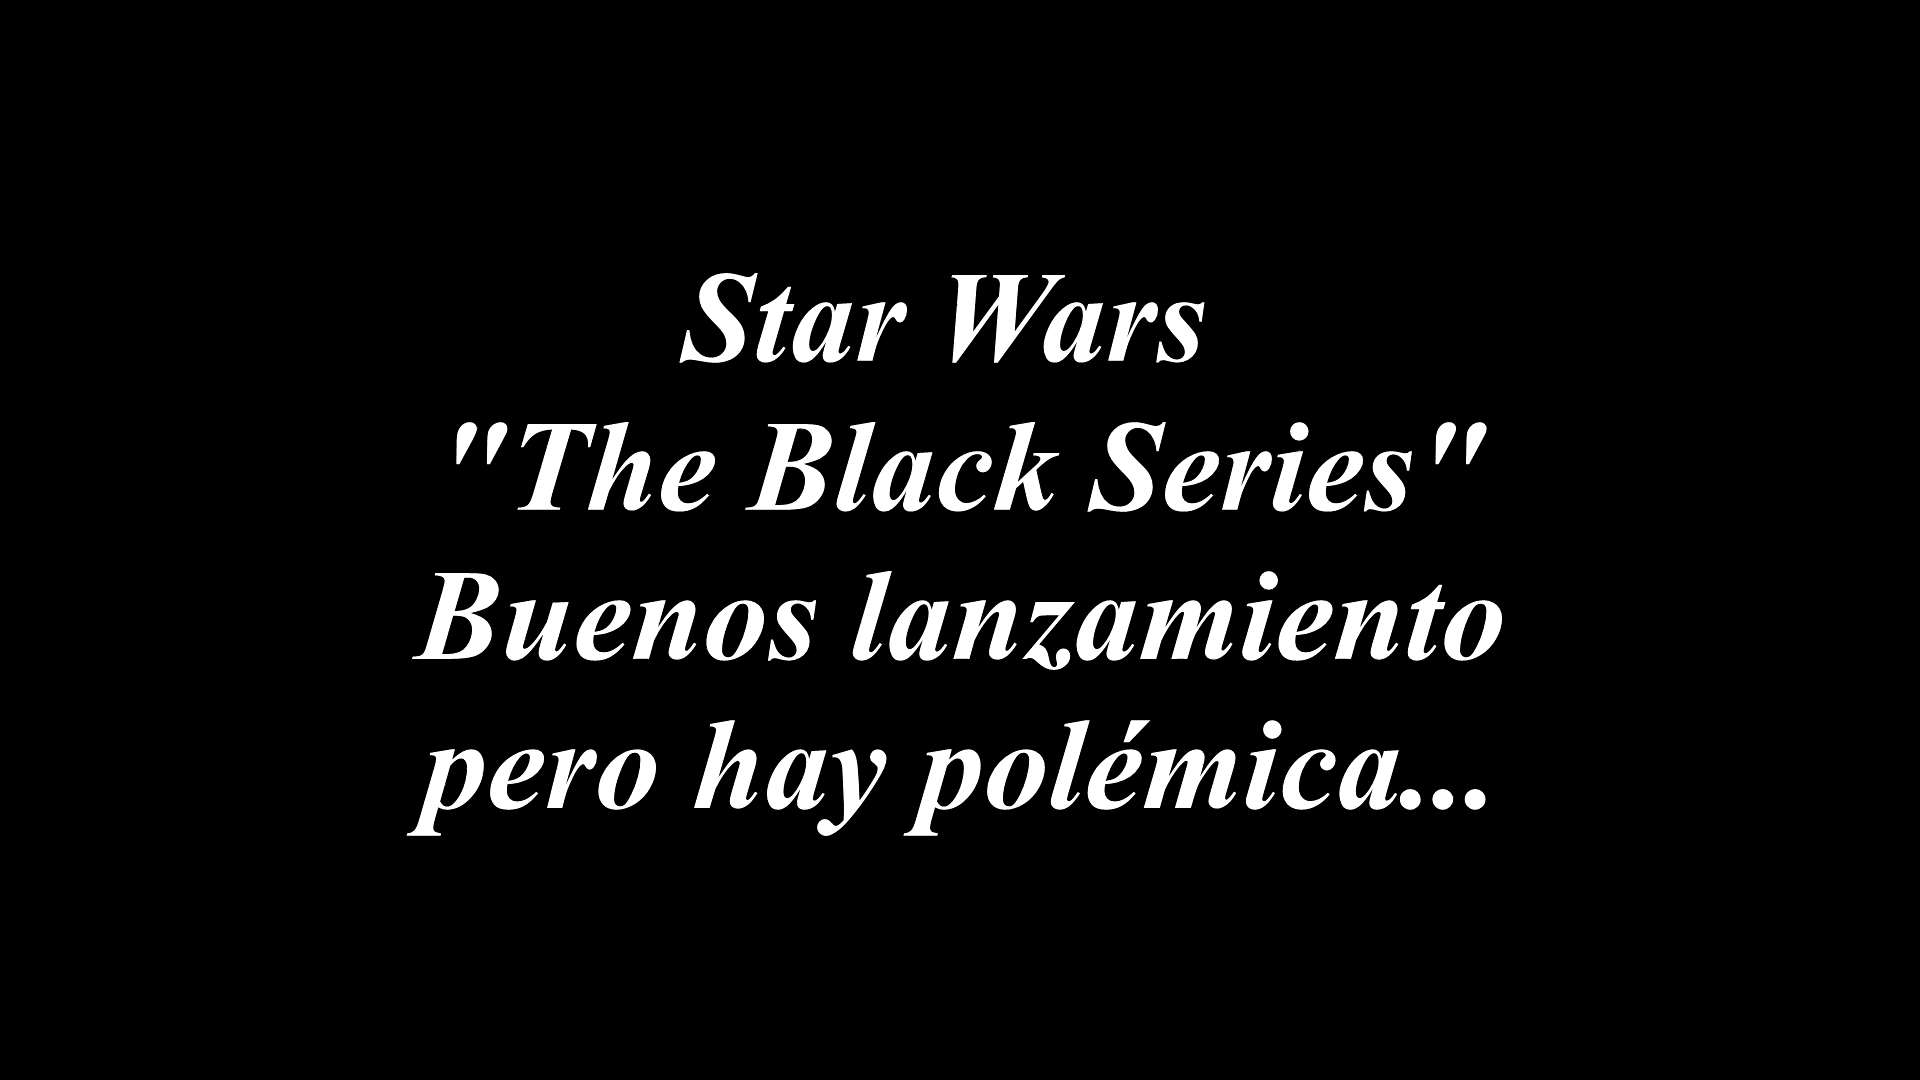 Star Wars
"The Black Series"
Buenos lanzamiento
pero hay polémica...